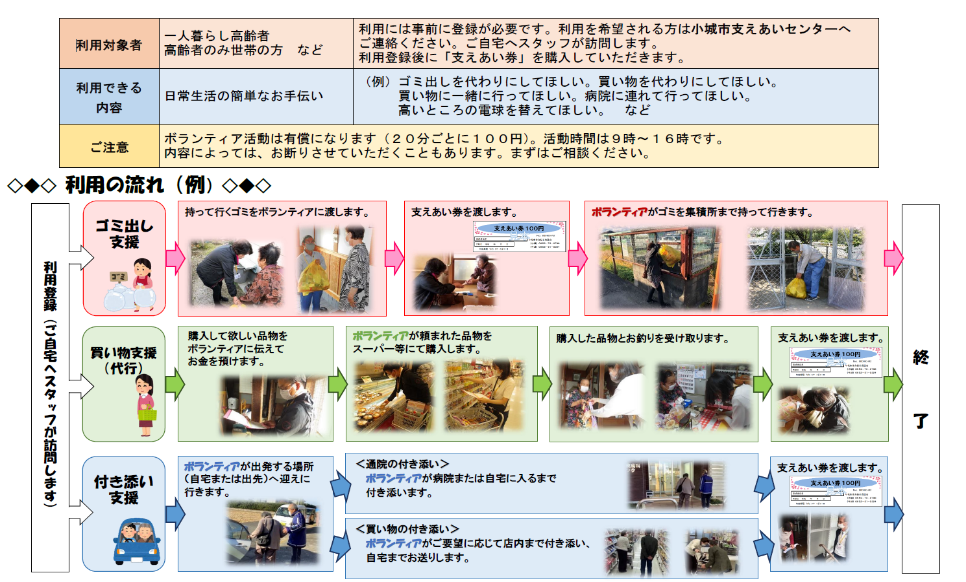 利用対象者
一人暮らし高齢者
高齢者のみ世帯の方　など
利用には事前に登録が必要です。利用を希望される方は小城市支えあいセンターへ
ご連絡ください。ご自宅へスタッフが訪問します。
利用登録後に「支えあい券」を購入していただきます。
利用できる
内容
日常生活の簡単なお手伝い
（例）ゴミ出しを代わりにしてほしい。買い物を代わりにしてほしい。
買い物に一緒に行ってほしい。病院に連れて行ってほしい。
高いところの電球を替えてほしい。　など
ご注意
ボランティア活動は有償になります（２０分ごとに１００円）。活動時間は９時～１６時です。
内容によっては、お断りさせていただくこともあります。まずはご相談ください。
◇◆◇ 利用の流れ（例）◇◆◇
利用登録（ご自宅へスタッフが訪問します）
ゴミ出し
支援
ゴミ
持って行くゴミをボランティアに渡します。
支えあい券を渡します。
支えあい券 100円
ボランティアがゴミを集積所まで持って行きます。
買い物支援
（代行）
購入して欲しい品物を
ボランティアに伝えて
お金を預けます。
ボランティアが頼まれた品物を
スーパー等にて購入します。
購入した品物とお釣りを受け取ります。
支えあい券を渡します。
支えあい券 100円
付き添い
支援
ボランティアが出発する場所
（自宅または出先）へ迎えに
行きます。
＜通院の付き添い＞
ボランティアが病院または自宅に入るまで
付き添います。
＜買い物の付き添い＞
ボランティアがご要望に応じて店内まで付き添い、
自宅までお送りします。
支えあい券を渡します。
支えあい券 100円
終了